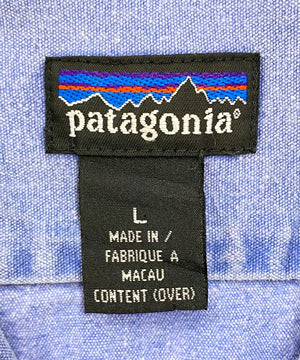 patagonia®
L
MADE IN /
FABRIQUE A
MACAU
CONTENT (OVER)